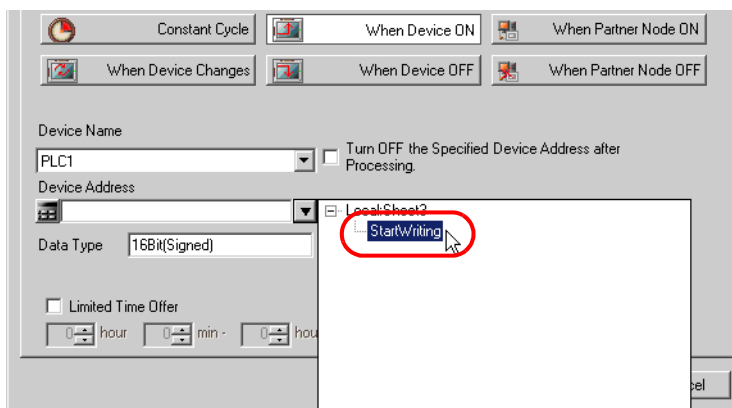 Constant Cycle When Device ON When Partner Node ON
When Device Changes When Device OFF When Partner Node OFF
Device Name
PLC1
Turn OFF the Specified Device Address after
Processing.
Device Address
Local:Sheet3
StartWriting
Data Type 16Bit(Signed)
Limited Time Offer
0 hour 0 min - 0 hou
cel